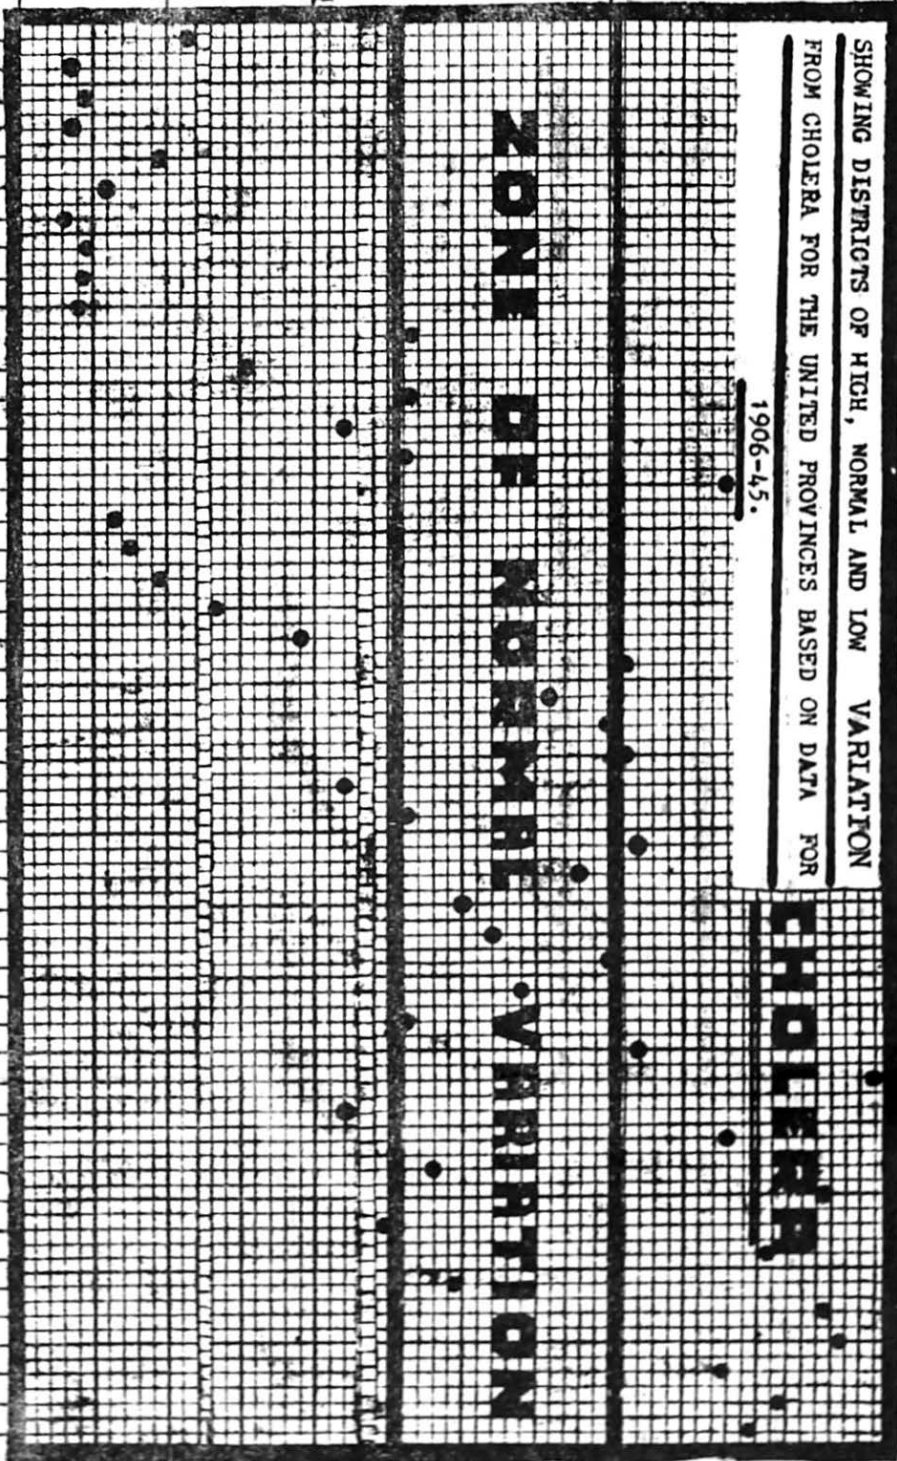 SHOWING DISTRICTS OF HIGH, NORMAL AND LOW VARIATION
FROM CHOLERA FOR THE UNITED PROVINCES BASED ON DATA FOR
1906-45.
CHOLERA
ZONE OF NORMAL VARIATION